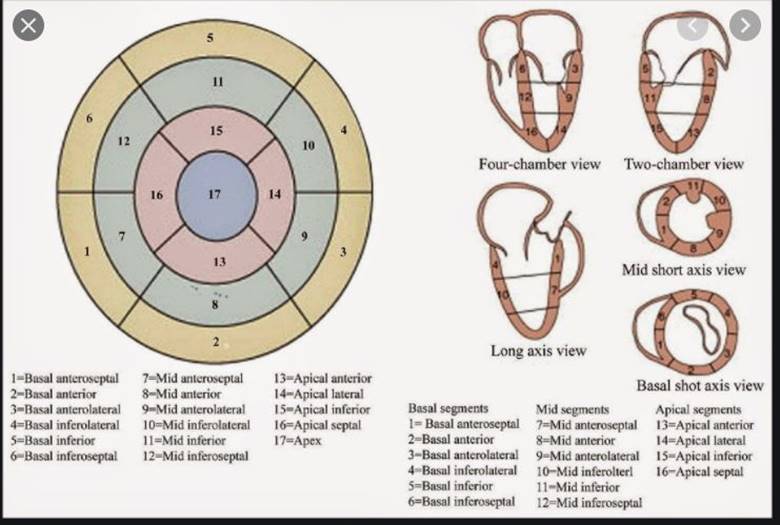 5
11
6
4
12
15
10
16
17
14
7
9
1
13
3
8
2
1=Basal anteroseptal
2=Basal anterior
3=Basal anterolateral
4=Basal inferolateral
5=Basal inferior
6=Basal inferoseptal
7=Mid anteroseptal
8=Mid anterior
9=Mid anterolateral
10=Mid inferolateral
11=Mid inferior
12=Mid inferoseptal
13=Apical anterior
14=Apical lateral
15=Apical inferior
16=Apical septal
17=Apex
6
3
12
9
16
14
Four-chamber view
5
2
11
8
15
13
Two-chamber view
4
1
10
7
Long axis view
11
2
10
1
9
8
Mid short axis view
5
6
4
1
3
2
Basal shot axis view
Basal segments
1= Basal anteroseptal
2=Basal anterior
3=Basal anterolateral
4=Basal inferolateral
5=Basal inferior
6=Basal inferoseptal
Mid segments
7=Mid anteroseptal
8=Mid anterior
9=Mid anterolateral
10=Mid inferolterl
11=Mid inferior
12=Mid inferoseptal
Apical segments
13=Apical anterior
14=Apical lateral
15=Apical inferior
16=Apical septal